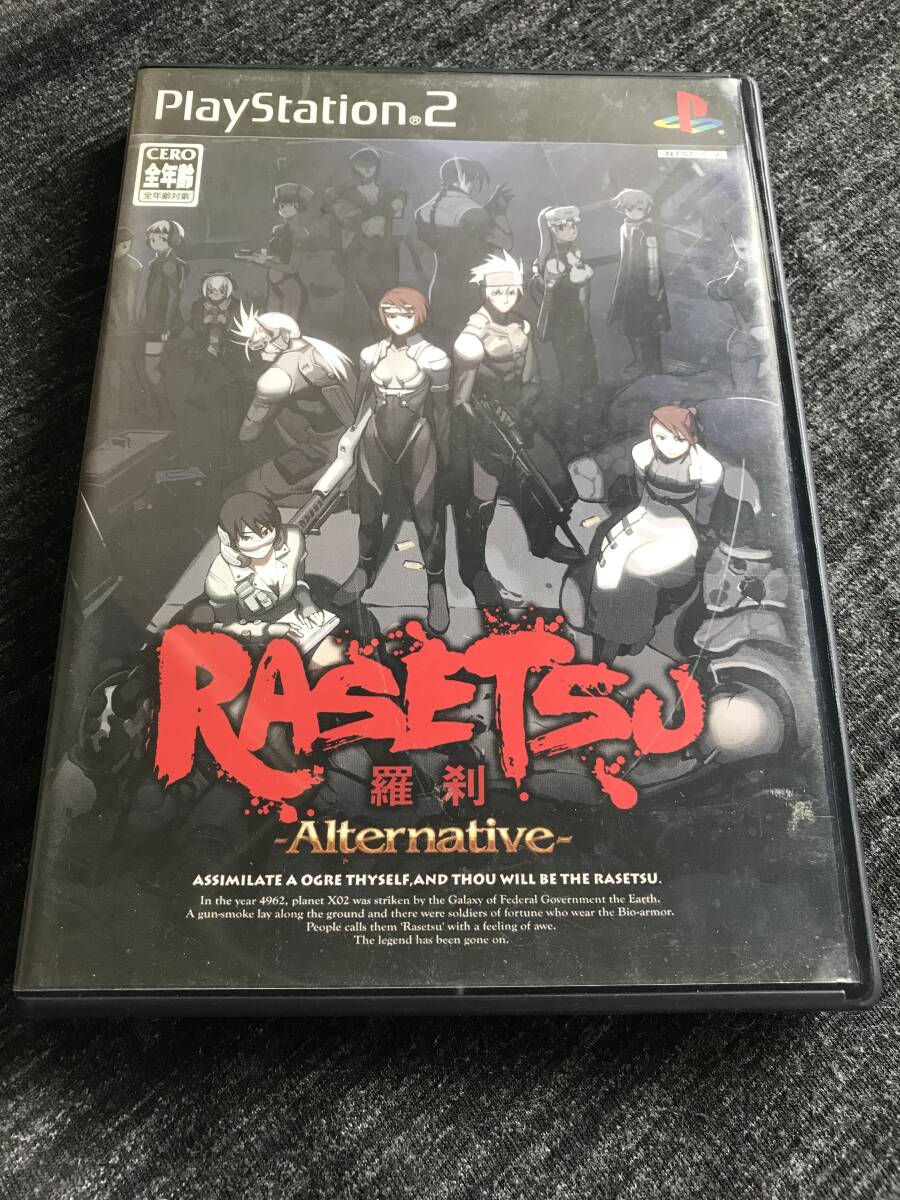 PlayStation®2
NTSC J
CERO
全年齢
全年齢対象
RASETSU
羅刹
-Alternative-
ASSIMILATE A OGRE THYSELF,AND THOU WILL BE THE RASETSU.
In the year 4962, planet X02 was striken by the Galaxy of Federal Government the Earth.
A gun-smoke lay along the ground and there were soldiers of fortune who wear the Bio-armor.
People calls them 'Rasetsu' with a feeling of awe.
The legend has been gone on.